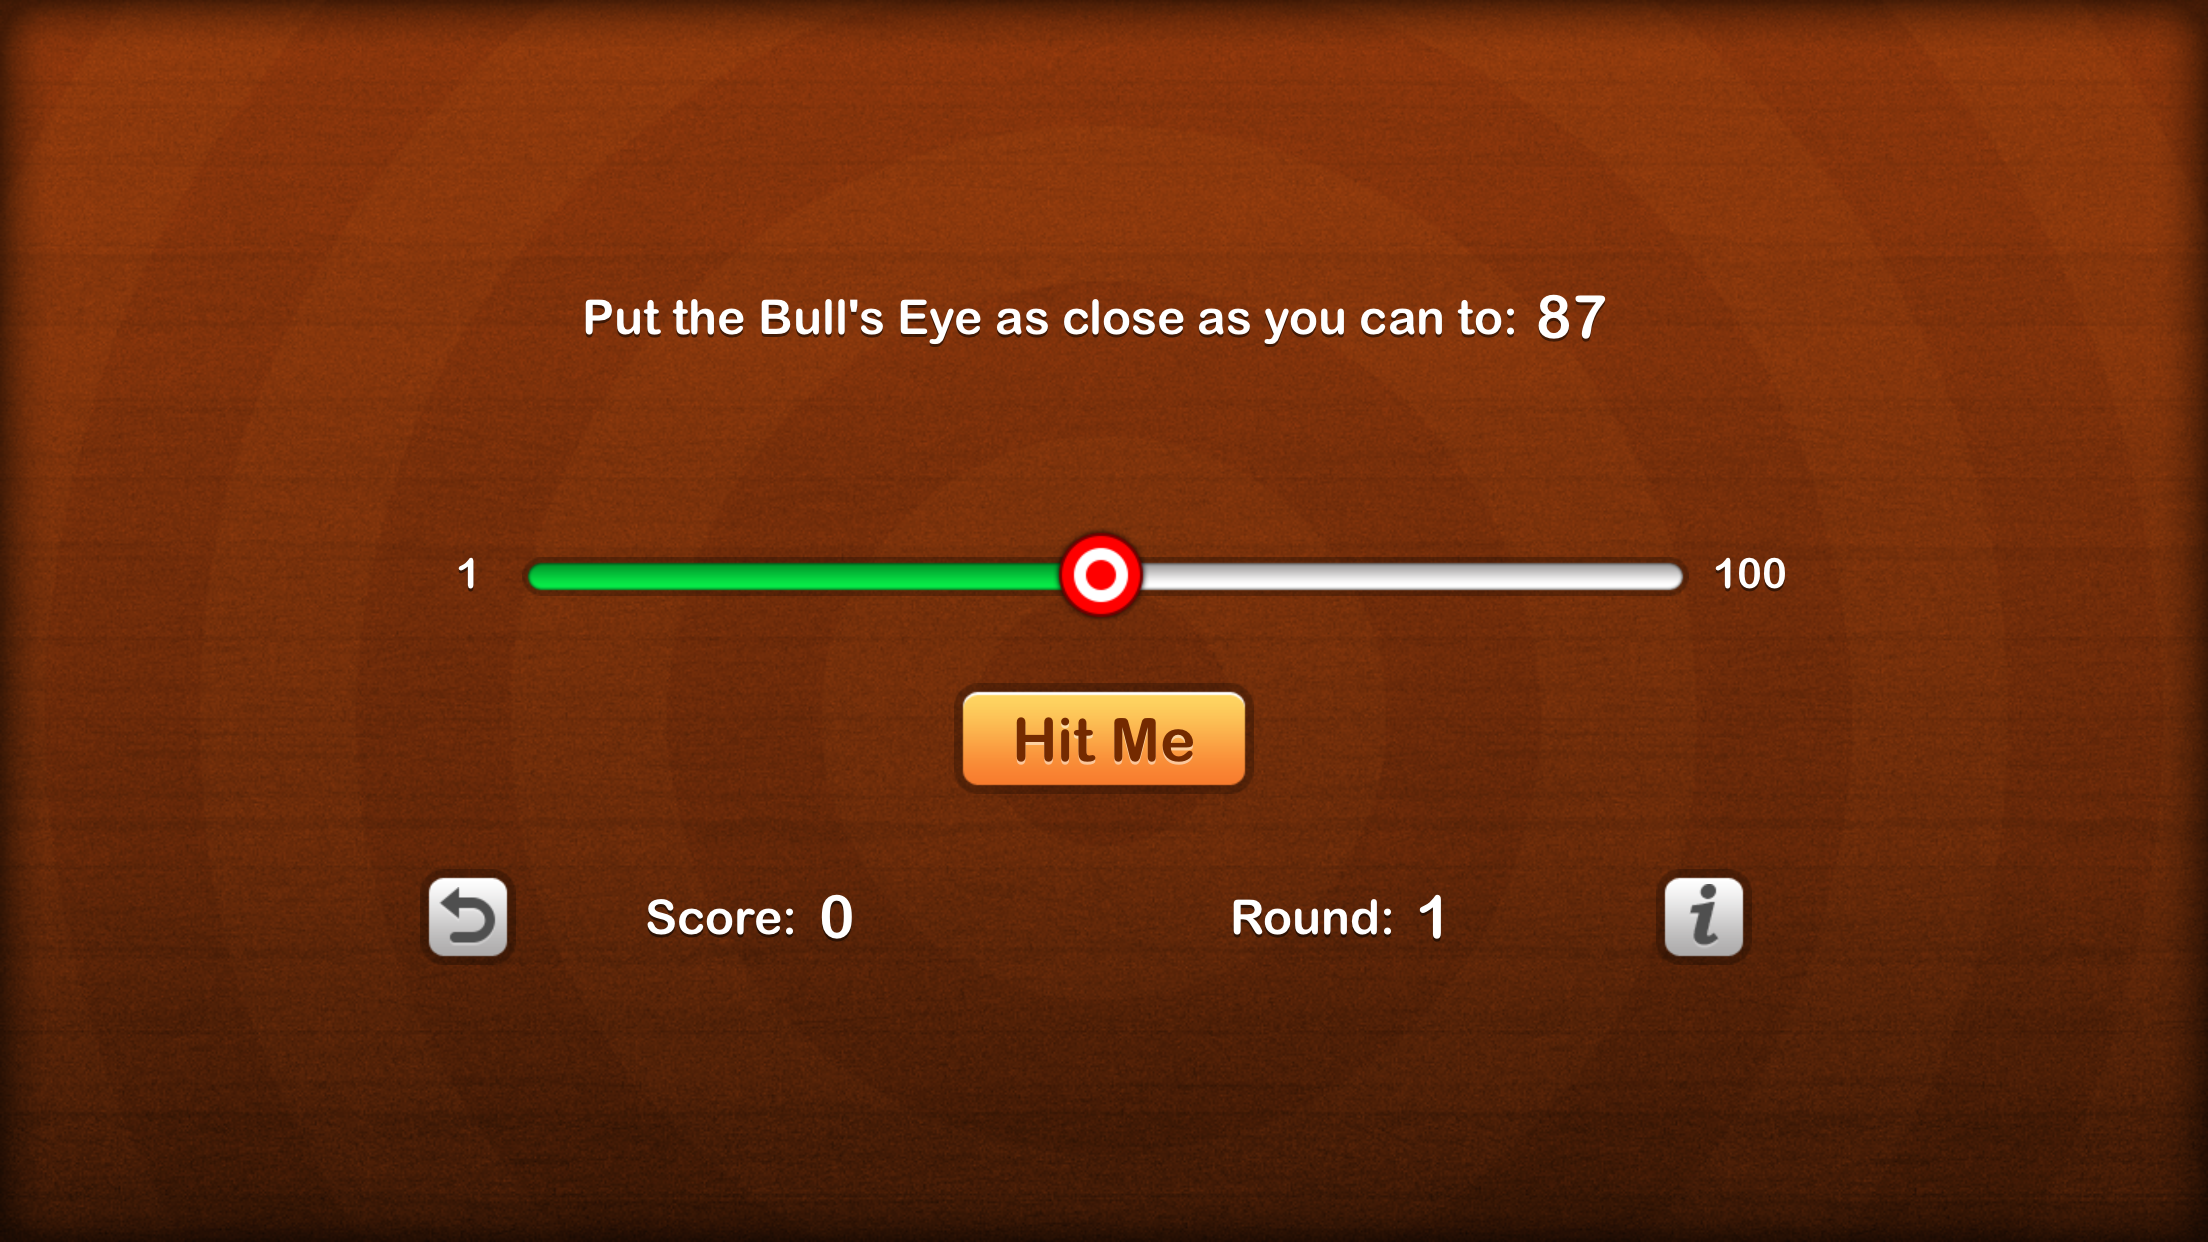 Put the Bull's Eye as close as you can to: 87
1 100
Hit Me
Score: 0 Round: 1 i